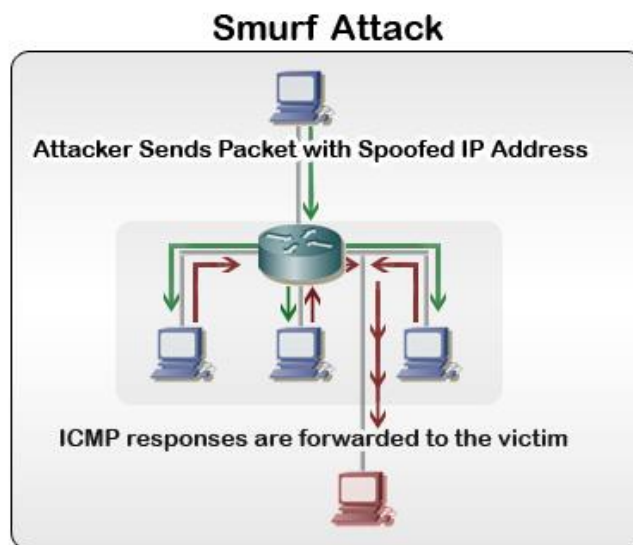 Smurf Attack
Attacker Sends Packet with Spoofed IP Address
ICMP responses are forwarded to the victim